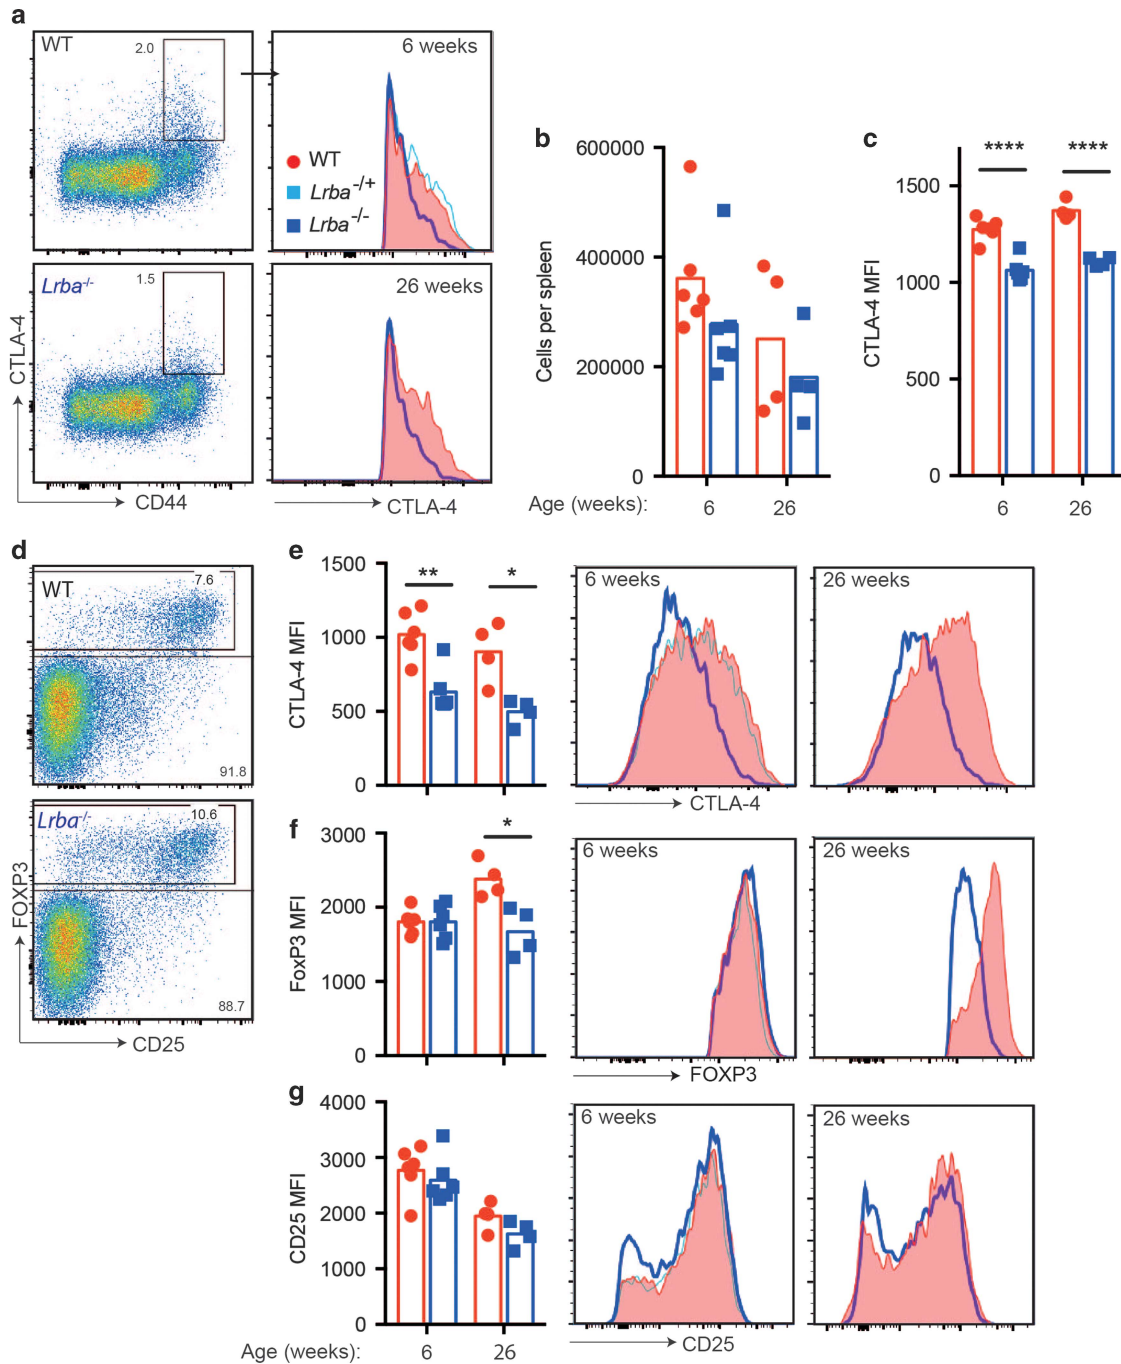 a
WT
2.0
6 weeks
WT
Lrba-/+
Lrba-/-
Lrba-/-
1.5
26 weeks
CTLA-4
CD44
CTLA-4
b
600000
400000
200000
0
Cells per spleen
Age (weeks):
6
26
c
****
****
1500
1000
500
0
CTLA-4 MFI
6
26
d
WT
7.6
91.8
Lrba-/-
10.6
88.7
FOXP3
CD25
e
1500
1000
500
0
CTLA-4 MFI
**
*
6 weeks
26 weeks
CTLA-4
f
3000
2000
1000
0
FoxP3 MFI
*
6 weeks
26 weeks
FOXP3
g
4000
3000
2000
1000
0
CD25 MFI
Age (weeks):
6
26
6 weeks
26 weeks
CD25